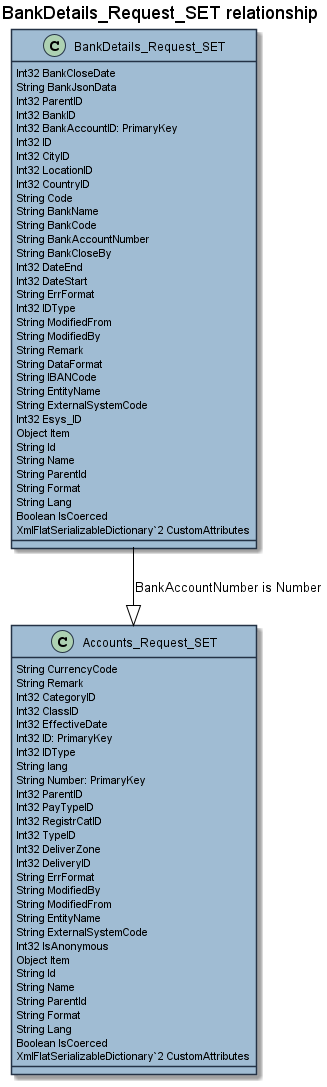 BankDetails_Request_SET relationship
C BankDetails_Request_SET
Int32 BankCloseDate
String BankJsonData
Int32 ParentID
Int32 BankID
Int32 BankAccountID: PrimaryKey
Int32 ID
Int32 CityID
Int32 LocationID
Int32 CountryID
String Code
String BankName
String BankCode
String BankAccountNumber
String BankCloseBy
Int32 DateEnd
Int32 DateStart
String ErrFormat
Int32 IDType
String ModifiedFrom
String ModifiedBy
String Remark
String DataFormat
String IBANCode
String EntityName
String ExternalSystemCode
Int32 Esys_ID
Object Item
String Id
String Name
String ParentId
String Format
String Lang
Boolean IsCoerced
XmlFlatSerializableDictionary`2 CustomAttributes
BankAccountNumber is Number
C Accounts_Request_SET
String CurrencyCode
String Remark
Int32 CategoryID
Int32 ClassID
Int32 EffectiveDate
Int32 ID: PrimaryKey
Int32 IDType
String lang
String Number: PrimaryKey
Int32 ParentID
Int32 PayTypeID
Int32 RegistrCatID
Int32 TypeID
Int32 DeliverZone
Int32 DeliveryID
String ErrFormat
String ModifiedBy
String ModifiedFrom
String EntityName
String ExternalSystemCode
Int32 IsAnonymous
Object Item
String Id
String Name
String ParentId
String Format
String Lang
Boolean IsCoerced
XmlFlatSerializableDictionary`2 CustomAttributes